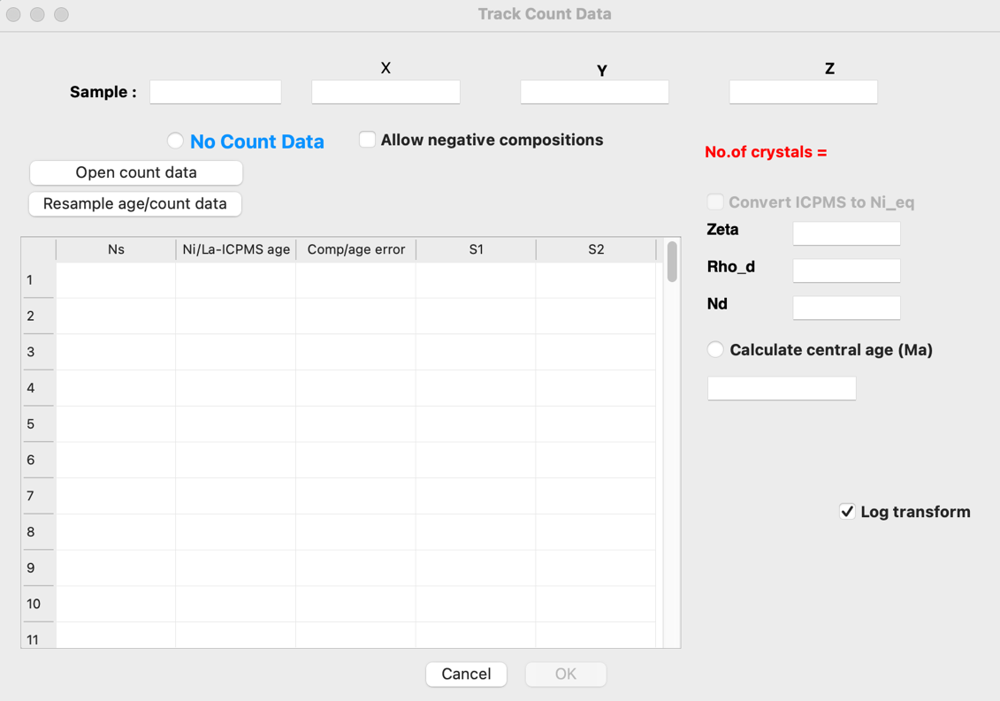 Track Count Data
X Y Z
Sample :
No Count Data Allow negative compositions
No.of crystals =
Open count data
Resample age/count data
Convert ICPMS to Ni_eq
Zeta
Ns Ni/La-ICPMS age Comp/age error S1 S2
Rho_d
1
Nd
2
Calculate central age (Ma)
3
4
5
6
7
Log transform
8
9
10
11
Cancel OK